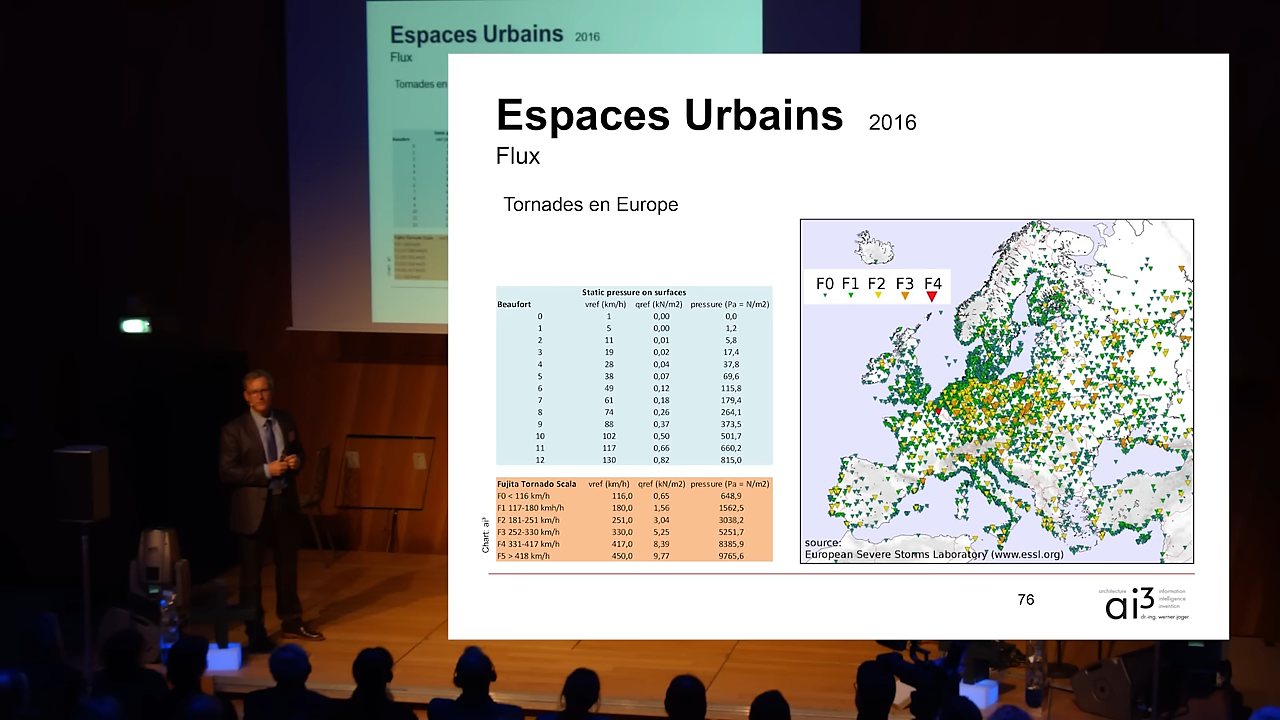 Espaces Urbains 2016
Flux
Tornades en
Espaces Urbains 2016
Flux
Tornades en Europe
Static pressure on surfaces
Beaufort vref (km/h) qref (kN/m2) pressure (Pa = N/m2)
0 1 0,00 0,0
1 5 0,00 1,2
2 11 0,01 5,8
3 19 0,02 17,4
4 28 0,04 37,8
5 38 0,07 69,6
6 49 0,12 115,8
7 61 0,18 179,4
8 74 0,26 264,1
9 88 0,37 373,5
10 102 0,50 501,7
11 117 0,66 660,2
12 130 0,82 815,0
Fujita Tornado Scala vref (km/h) qref (kN/m2) pressure (Pa = N/m2)
F0 < 116 km/h 116,0 0,65 648,9
F1 117-180 kmh/h 180,0 1,56 1562,5
F2 181-251 km/h 251,0 3,04 3038,2
F3 252-330 km/h 330,0 5,25 5251,7
F4 331-417 km/h 417,0 8,39 8385,9
F5 > 418 km/h 450,0 9,77 9765,6
Chart: ai³
F0 F1 F2 F3 F4
source:
European Severe Storms Laboratory (www.essl.org)
76
architecture
ai³
information
intelligence
invention
dr.-ing. werner jager